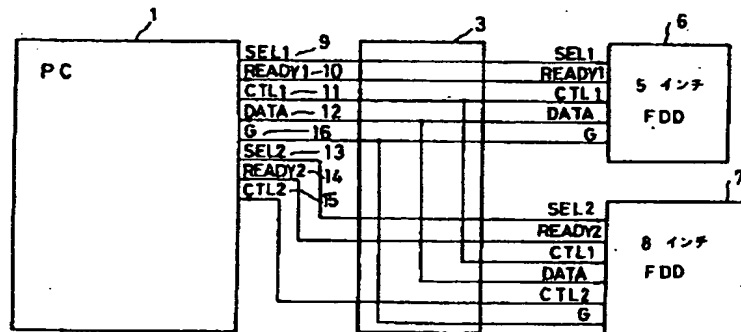 1
PC
SEL1 9
READY1 10
CTL1 11
DATA 12
G 16
SEL2 13
READY2 14
CTL2 15
3
SEL1
READY1
CTL1
DATA
G
6
5 インチ
FDD
SEL2
READY2
CTL1
DATA
CTL2
G
7
8 インチ
FDD